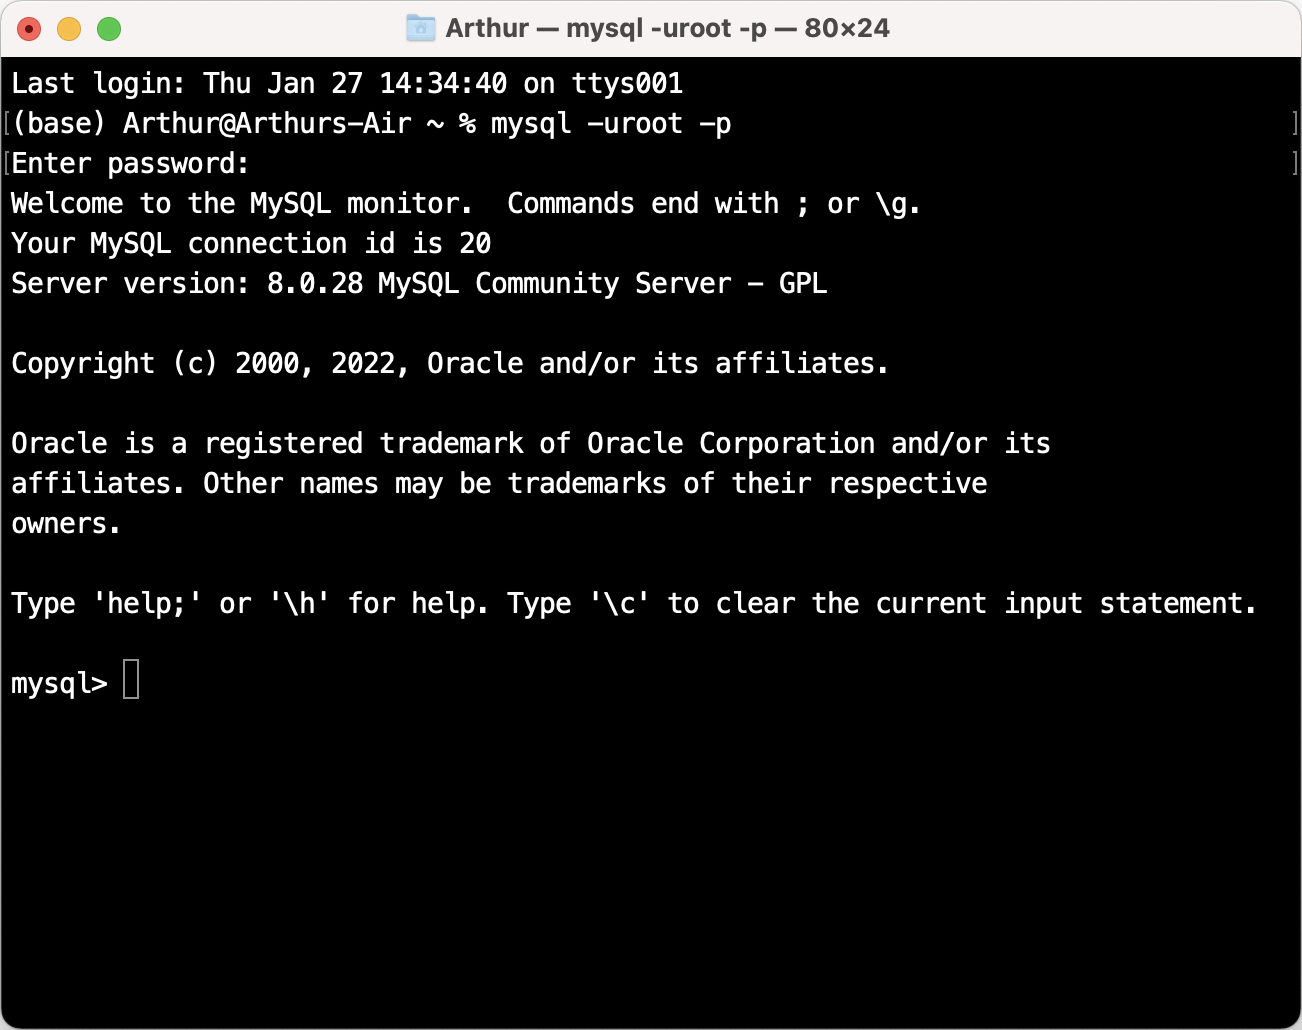 Arthur — mysql -uroot -p — 80×24
Last login: Thu Jan 27 14:34:40 on ttys001
[(base) Arthur@Arthurs-Air ~ % mysql -uroot -p ]
[Enter password: ]
Welcome to the MySQL monitor.  Commands end with ; or \g.
Your MySQL connection id is 20
Server version: 8.0.28 MySQL Community Server - GPL

Copyright (c) 2000, 2022, Oracle and/or its affiliates.

Oracle is a registered trademark of Oracle Corporation and/or its
affiliates. Other names may be trademarks of their respective
owners.

Type 'help;' or '\h' for help. Type '\c' to clear the current input statement.

mysql>